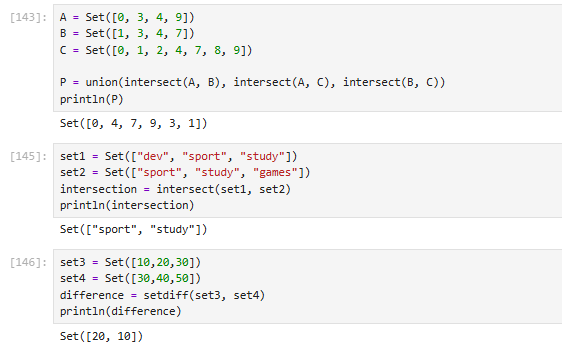 [143]: A = Set([0, 3, 4, 9])
B = Set([1, 3, 4, 7])
C = Set([0, 1, 2, 4, 7, 8, 9])
P = union(intersect(A, B), intersect(A, C), intersect(B, C))
println(P)
Set([0, 4, 7, 9, 3, 1])
[145]: set1 = Set(["dev", "sport", "study"])
set2 = Set(["sport", "study", "games"])
intersection = intersect(set1, set2)
println(intersection)
Set(["sport", "study"])
[146]: set3 = Set([10,20,30])
set4 = Set([30,40,50])
difference = setdiff(set3, set4)
println(difference)
Set([20, 10])